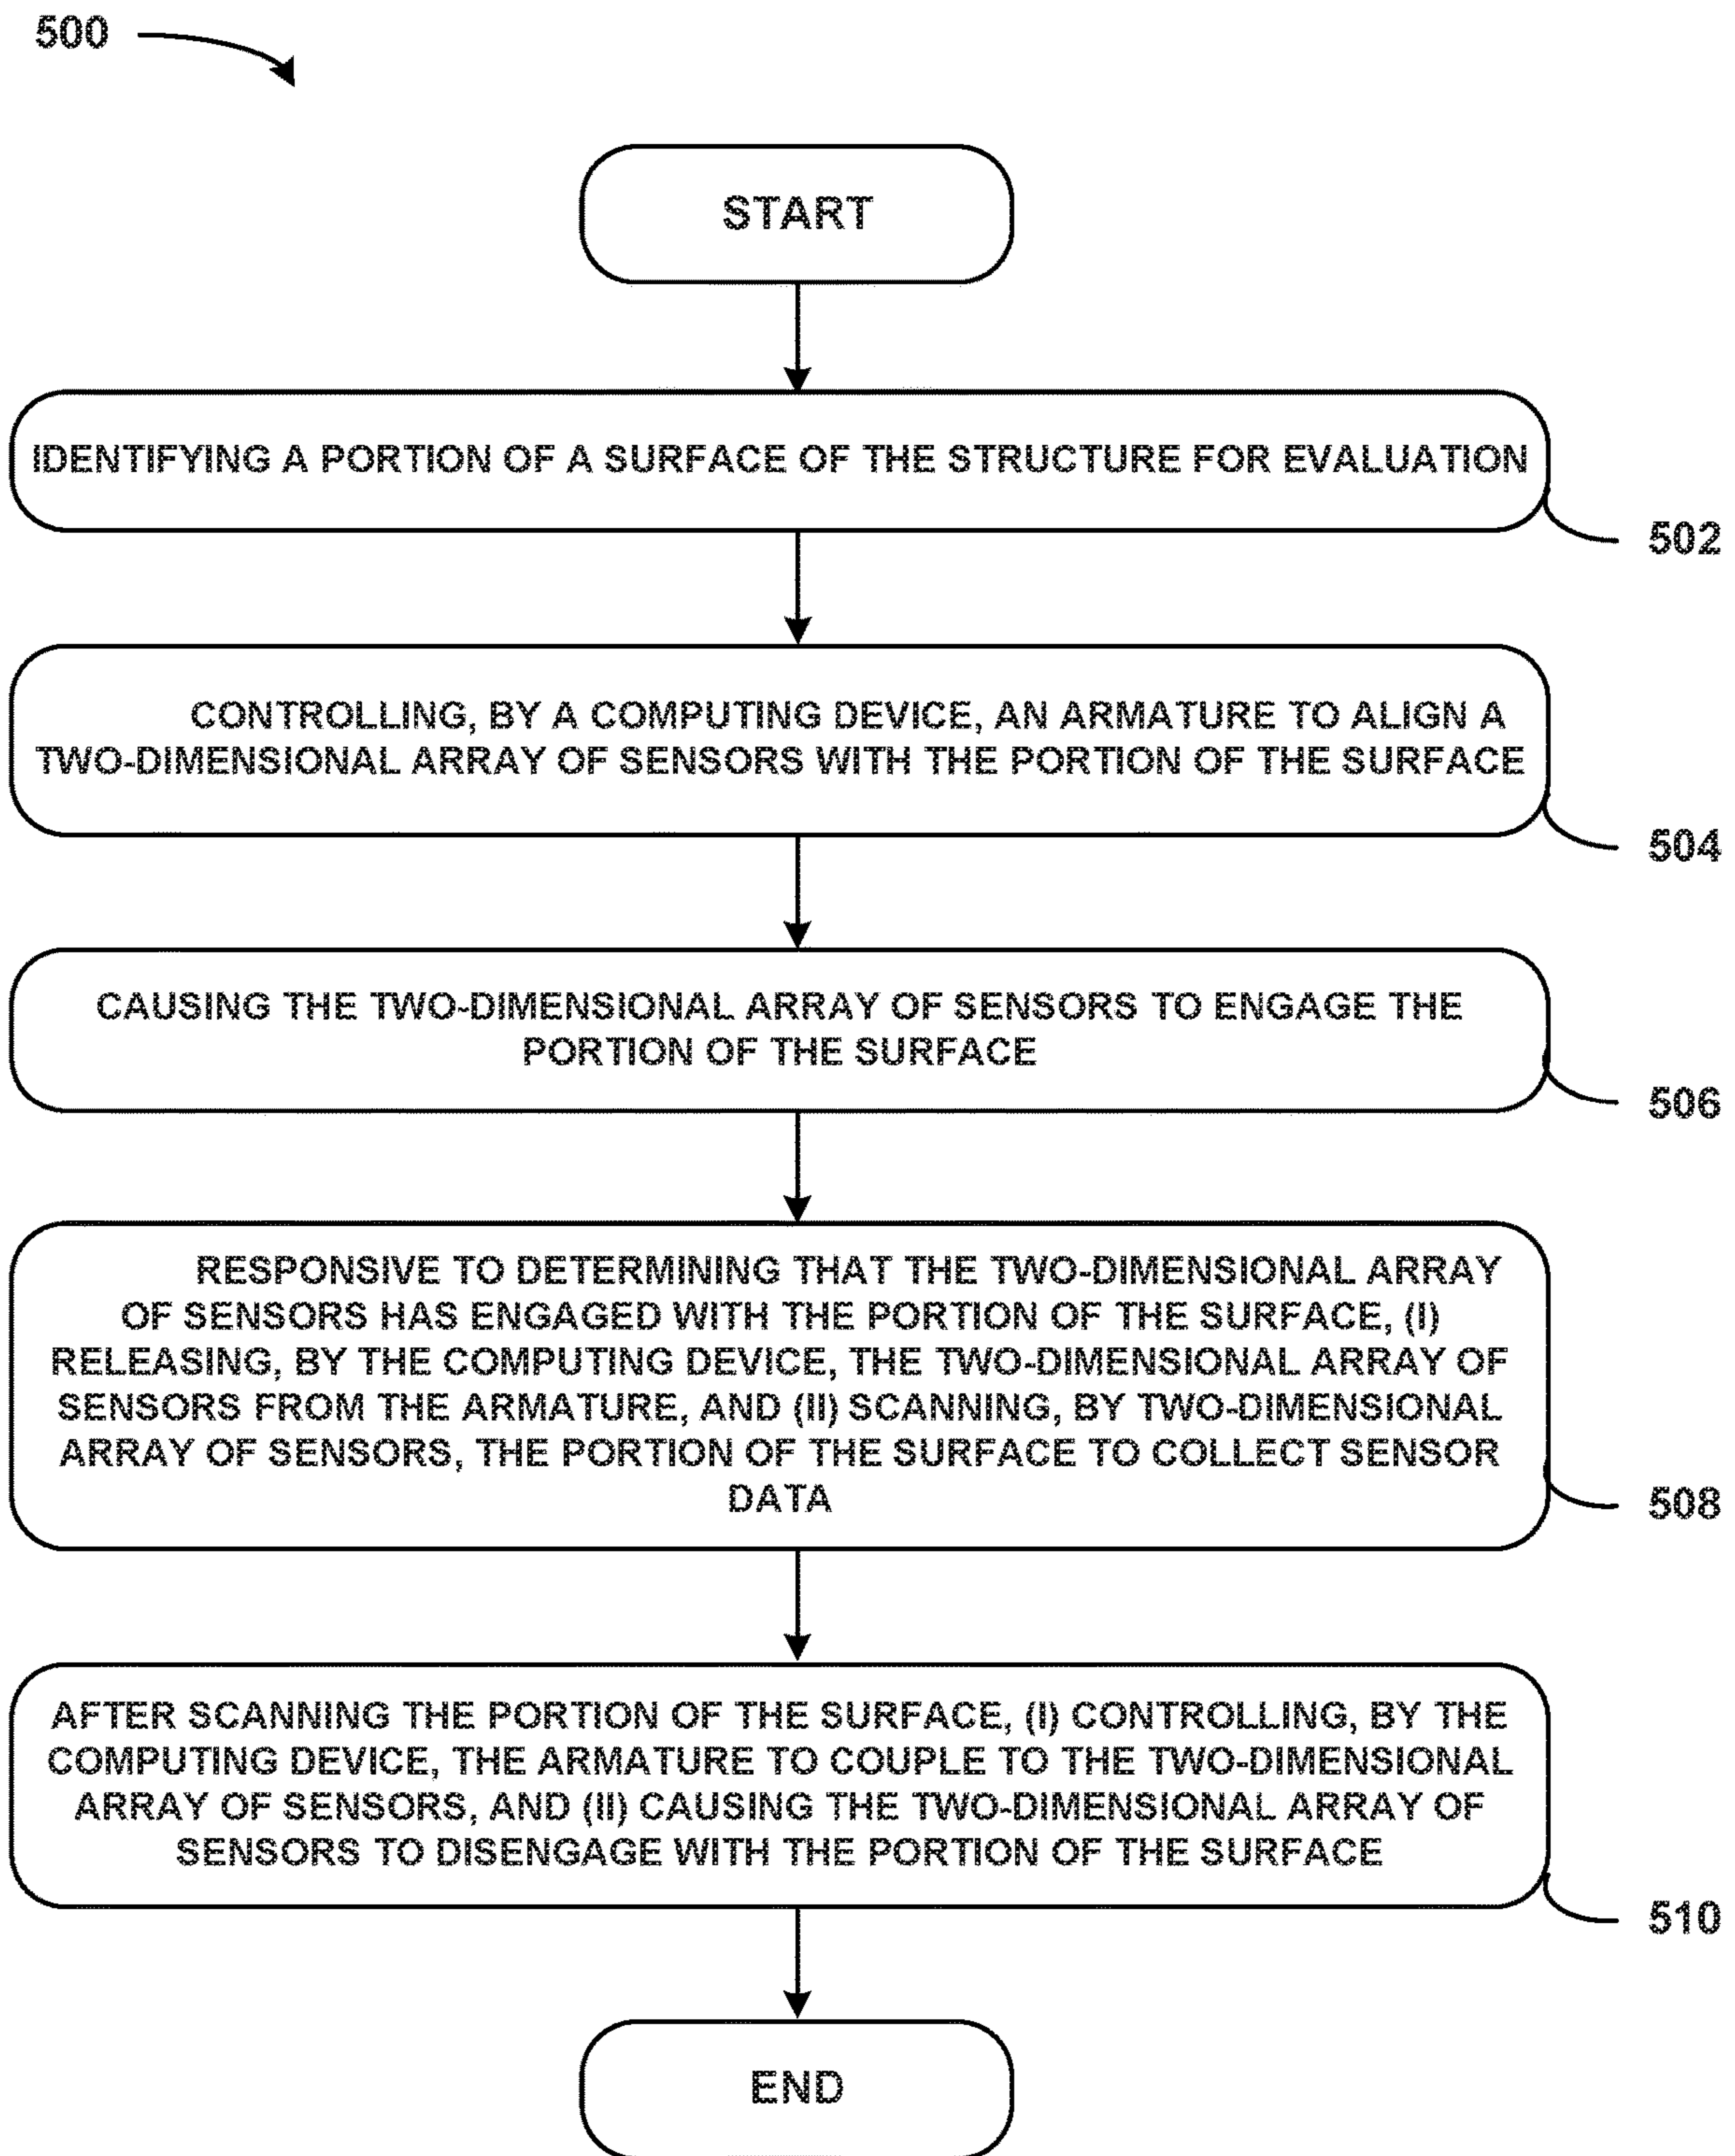 500
START
IDENTIFYING A PORTION OF A SURFACE OF THE STRUCTURE FOR EVALUATION
502
CONTROLLING, BY A COMPUTING DEVICE, AN ARMATURE TO ALIGN A
TWO-DIMENSIONAL ARRAY OF SENSORS WITH THE PORTION OF THE SURFACE
504
CAUSING THE TWO-DIMENSIONAL ARRAY OF SENSORS TO ENGAGE THE
PORTION OF THE SURFACE
506
RESPONSIVE TO DETERMINING THAT THE TWO-DIMENSIONAL ARRAY
OF SENSORS HAS ENGAGED WITH THE PORTION OF THE SURFACE, (I)
RELEASING, BY THE COMPUTING DEVICE, THE TWO-DIMENSIONAL ARRAY OF
SENSORS FROM THE ARMATURE, AND (II) SCANNING, BY TWO-DIMENSIONAL
ARRAY OF SENSORS, THE PORTION OF THE SURFACE TO COLLECT SENSOR
DATA
508
AFTER SCANNING THE PORTION OF THE SURFACE, (I) CONTROLLING, BY THE
COMPUTING DEVICE, THE ARMATURE TO COUPLE TO THE TWO-DIMENSIONAL
ARRAY OF SENSORS, AND (II) CAUSING THE TWO-DIMENSIONAL ARRAY OF
SENSORS TO DISENGAGE WITH THE PORTION OF THE SURFACE
510
END